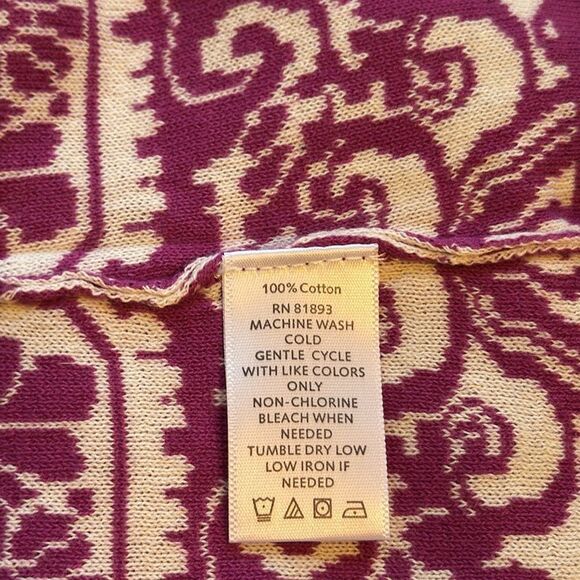 100% Cotton
RN 81893
MACHINE WASH
COLD
GENTLE CYCLE
WITH LIKE COLORS
ONLY
NON-CHLORINE
BLEACH WHEN
NEEDED
TUMBLE DRY LOW
LOW IRON IF
NEEDED